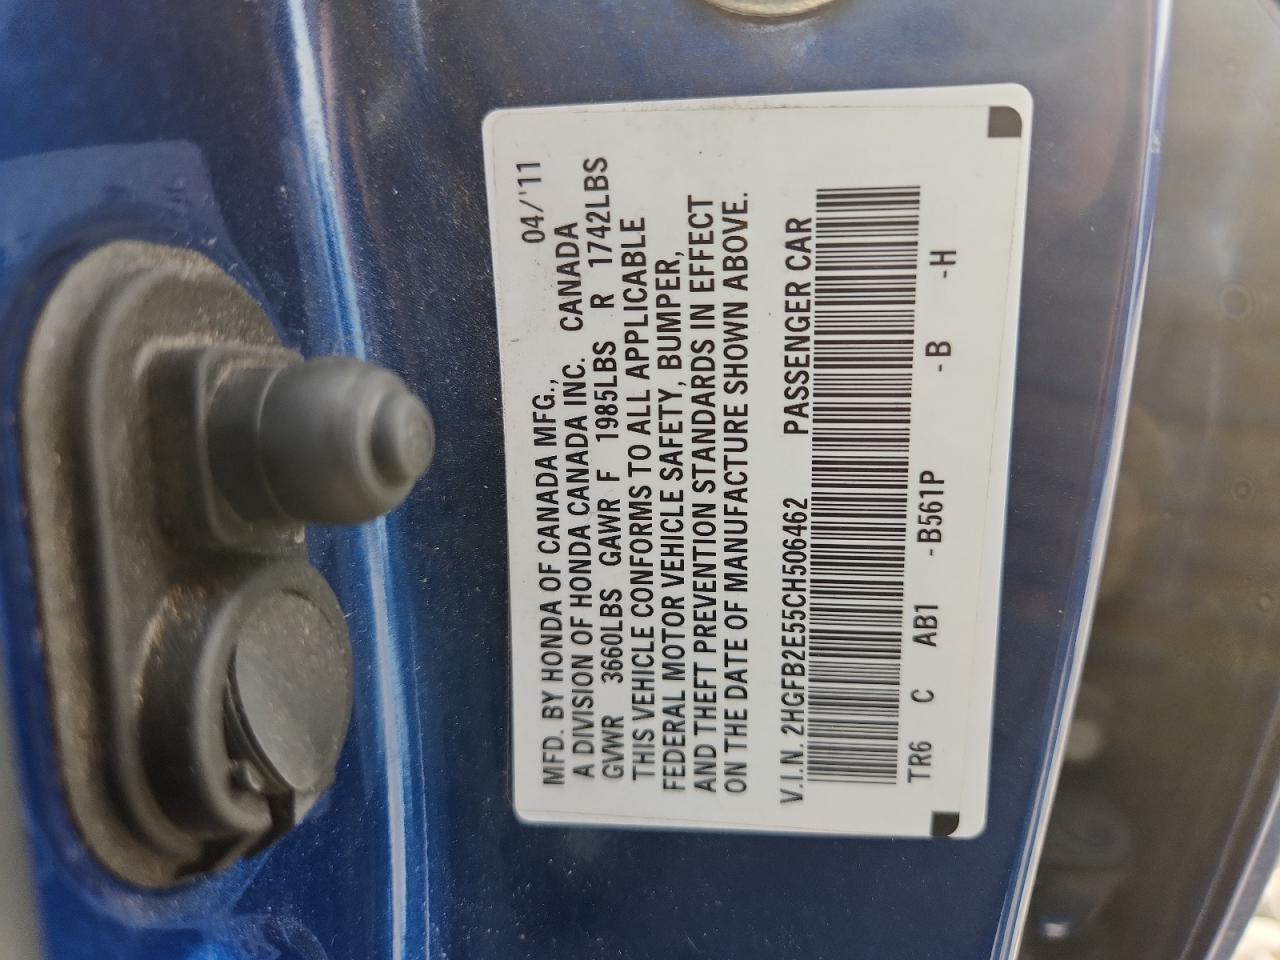 MFD. BY HONDA OF CANADA MFG., 04/'11
A DIVISION OF HONDA CANADA INC. CANADA
GVWR 3660LBS GAWR F 1985LBS R 1742LBS
THIS VEHICLE CONFORMS TO ALL APPLICABLE
FEDERAL MOTOR VEHICLE SAFETY, BUMPER,
AND THEFT PREVENTION STANDARDS IN EFFECT
ON THE DATE OF MANUFACTURE SHOWN ABOVE.
V.I.N. 2HGFB2E55CH506462 PASSENGER CAR
TR6 C AB1 -B561P -B -H